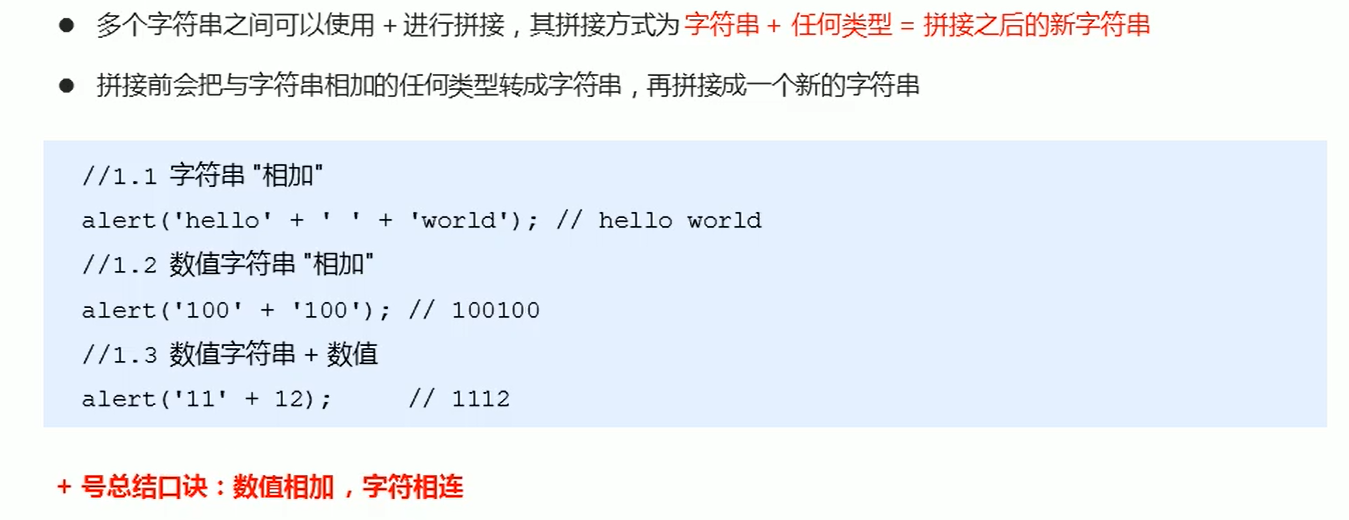 ● 多个字符串之间可以使用 + 进行拼接，其拼接方式为 字符串 + 任何类型 = 拼接之后的新字符串
● 拼接前会把与字符串相加的任何类型转成字符串，再拼接成一个新的字符串
//1.1 字符串 "相加"
alert('hello' + ' ' + 'world'); // hello world
//1.2 数值字符串 "相加"
alert('100' + '100'); // 100100
//1.3 数值字符串 + 数值
alert('11' + 12);     // 1112
+ 号总结口诀：数值相加，字符相连